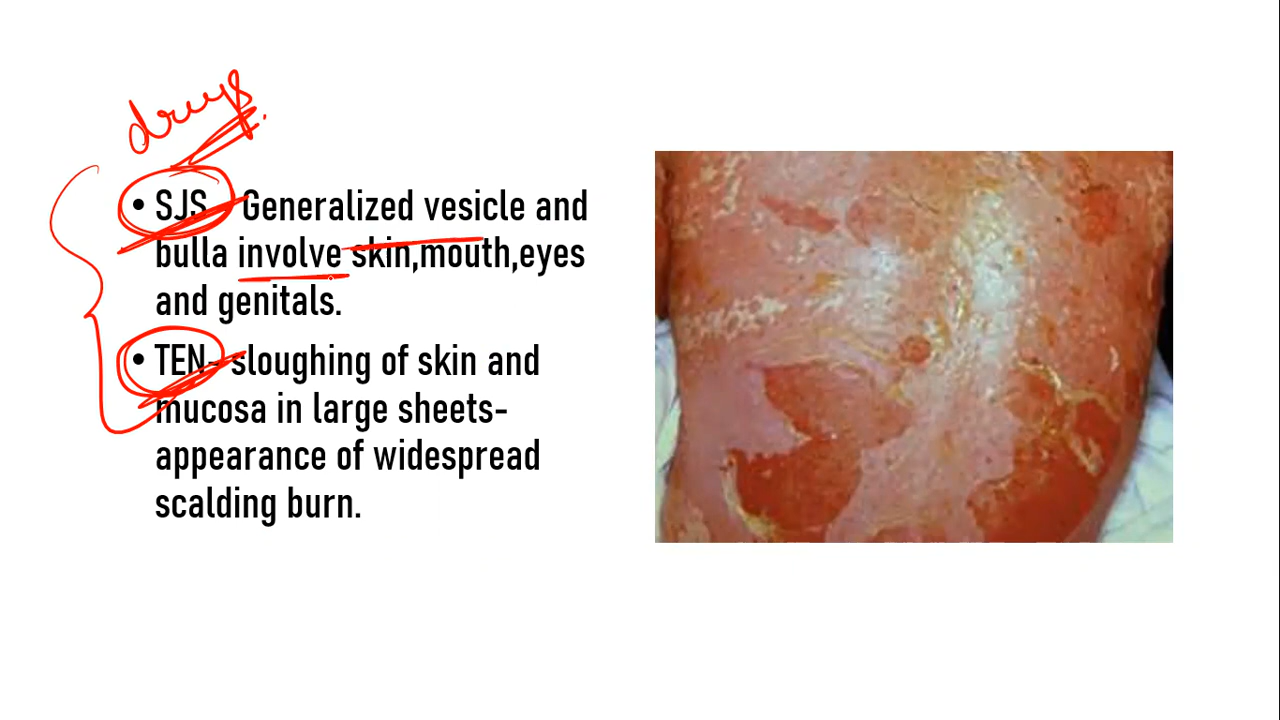 drugs
• SJS- Generalized vesicle and
bulla involve skin,mouth,eyes
and genitals.
• TEN- sloughing of skin and
mucosa in large sheets-
appearance of widespread
scalding burn.